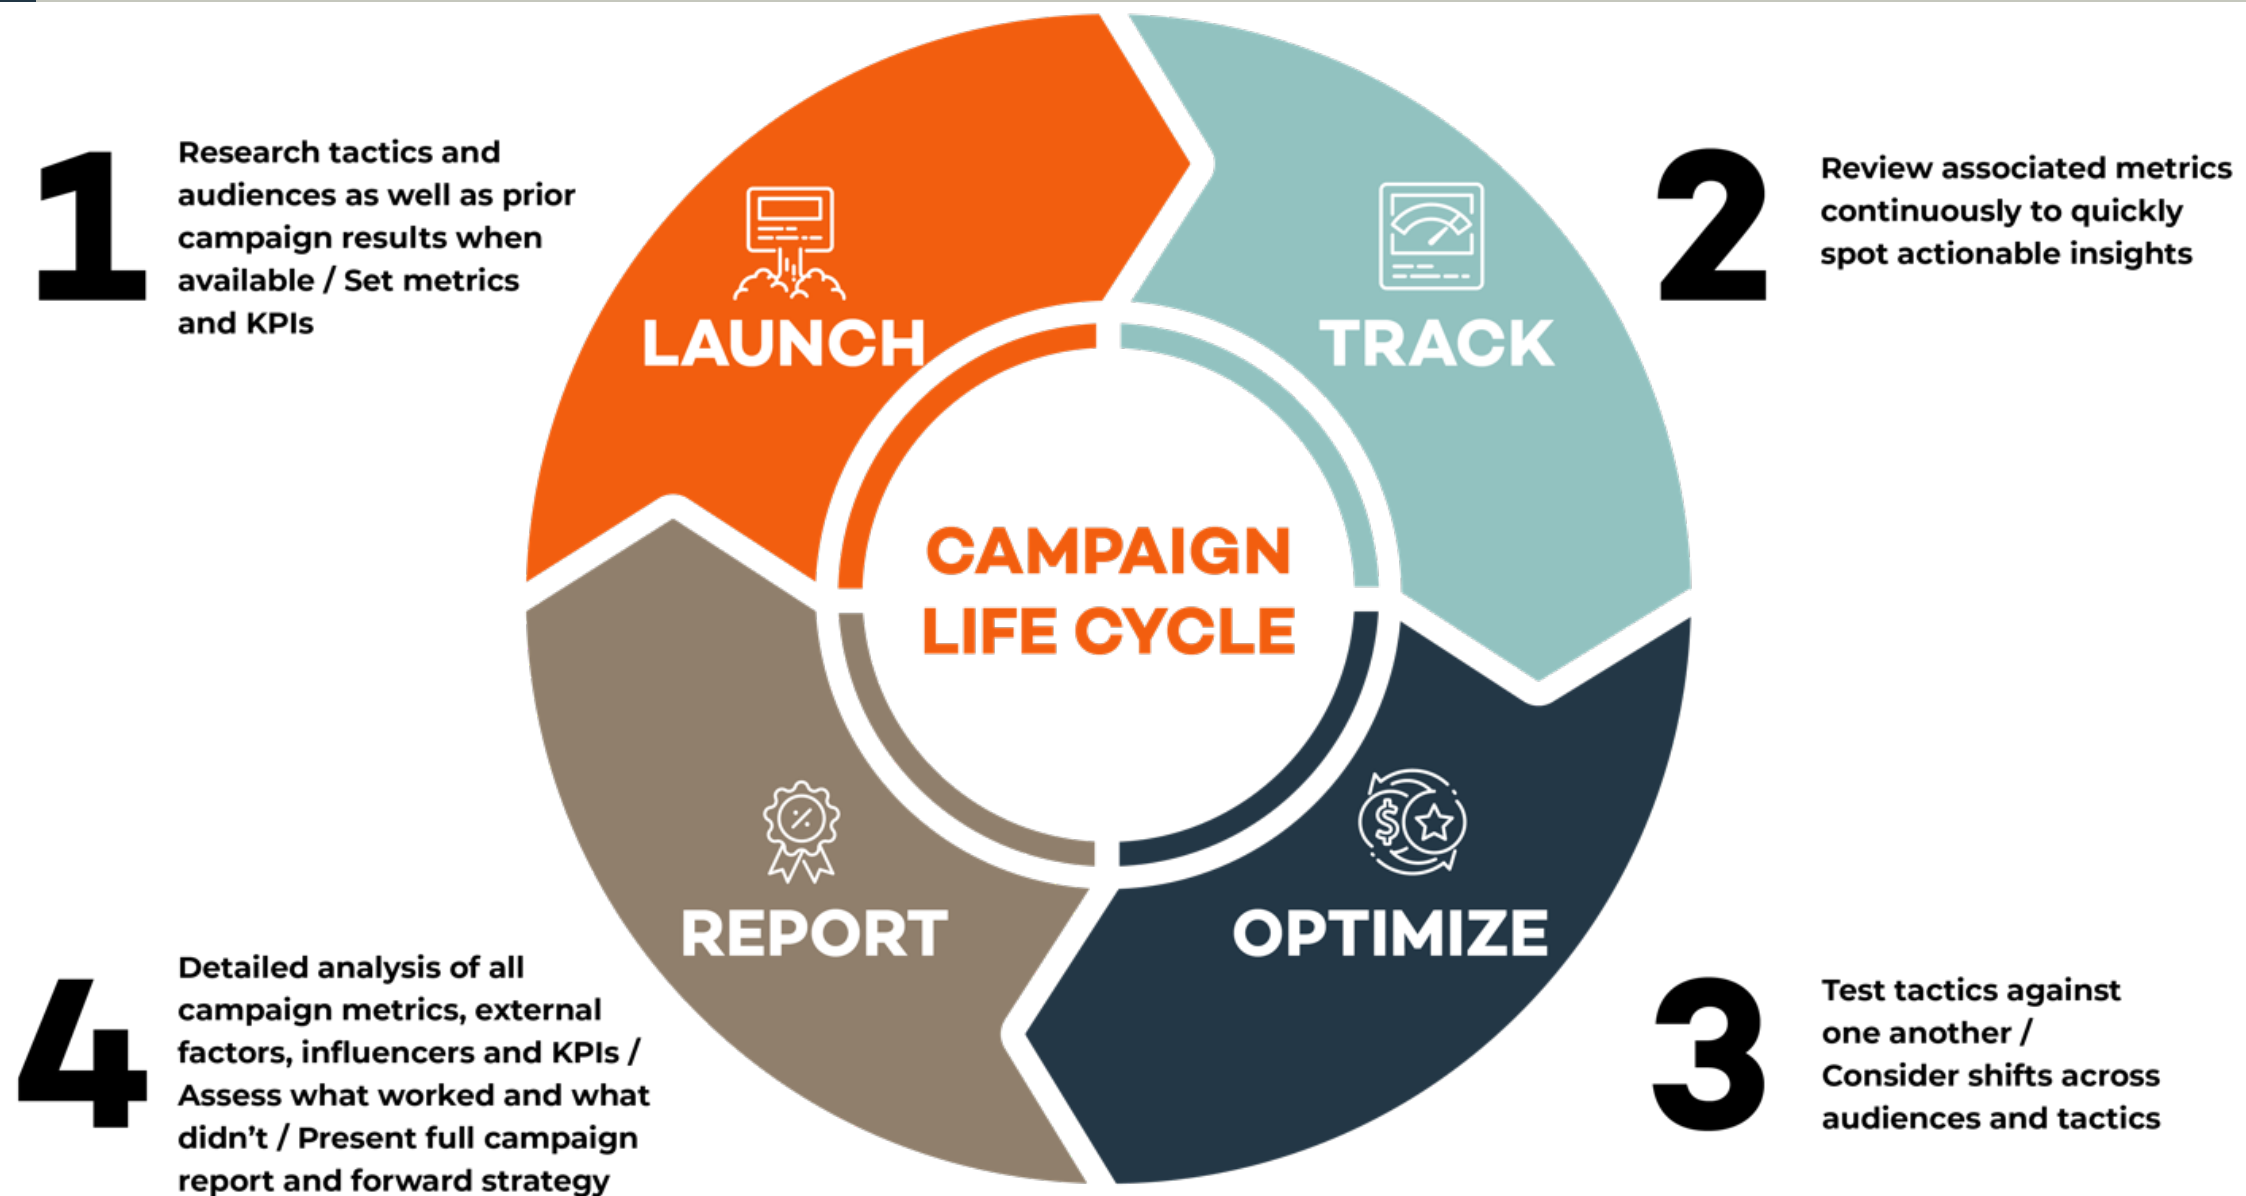 1
Research tactics and
audiences as well as prior
campaign results when
available / Set metrics
and KPIs
LAUNCH
TRACK
2
Review associated metrics
continuously to quickly
spot actionable insights
CAMPAIGN
LIFE CYCLE
REPORT
OPTIMIZE
3
Test tactics against
one another /
Consider shifts across
audiences and tactics
4
Detailed analysis of all
campaign metrics, external
factors, influencers and KPIs /
Assess what worked and what
didn’t / Present full campaign
report and forward strategy